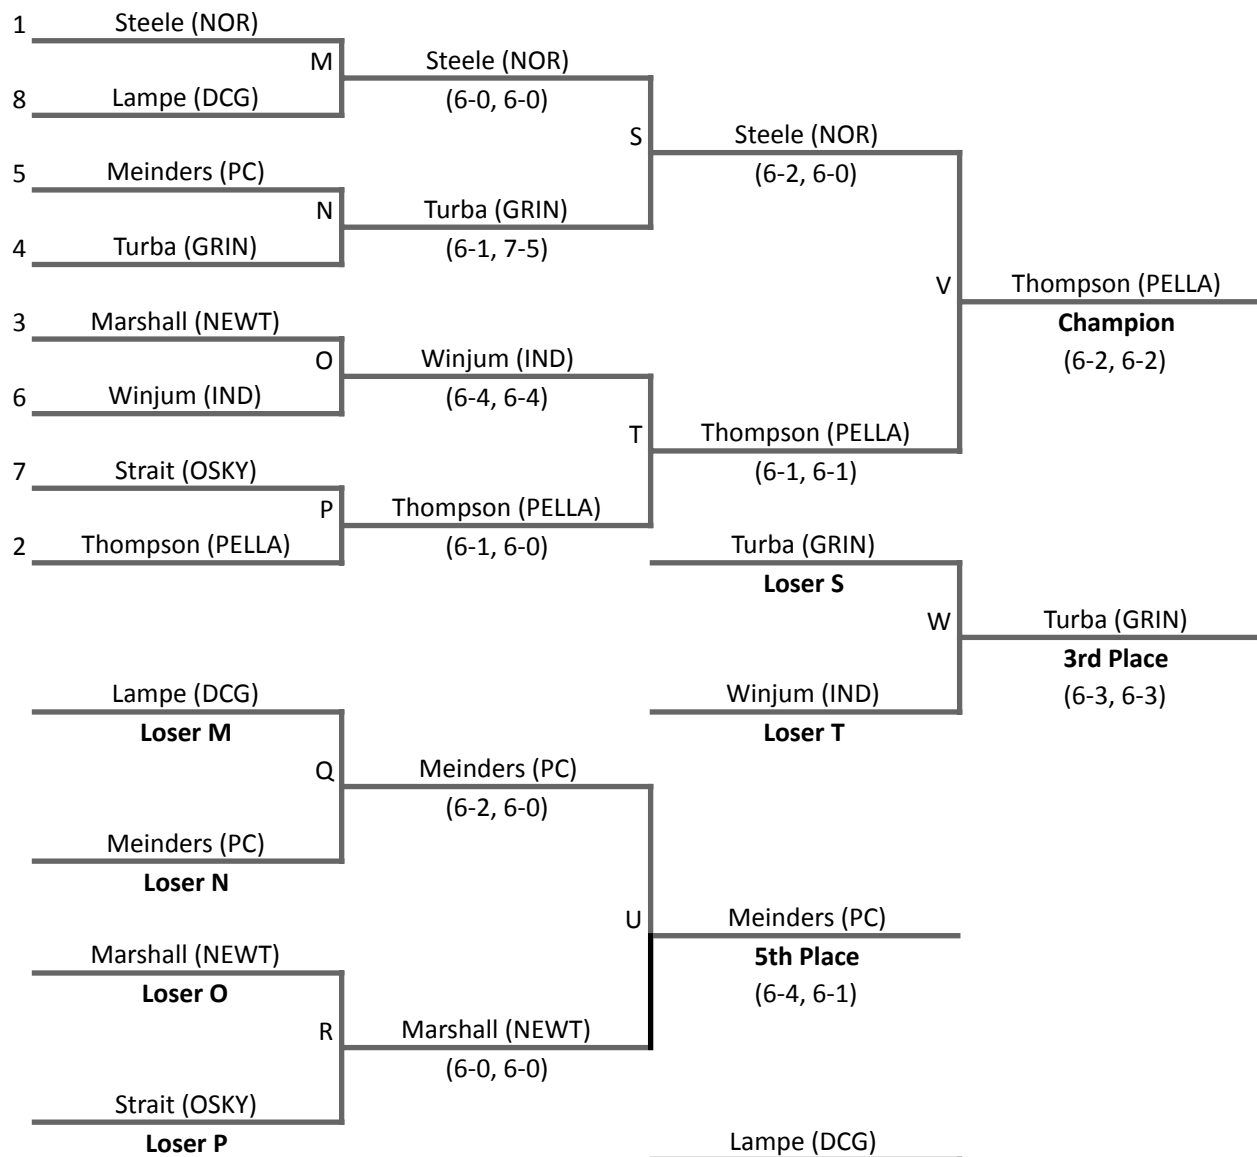 1 Steele (NOR)
M
Steele (NOR)
8 Lampe (DCG)
(6-0, 6-0)
S
Steele (NOR)
5 Meinders (PC)
(6-2, 6-0)
N
Turba (GRIN)
4 Turba (GRIN)
(6-1, 7-5)
V
Thompson (PELLA)
3 Marshall (NEWT)
Champion
O
Winjum (IND)
(6-2, 6-2)
6 Winjum (IND)
(6-4, 6-4)
T
Thompson (PELLA)
7 Strait (OSKY)
(6-1, 6-1)
P
Thompson (PELLA)
2 Thompson (PELLA)
(6-1, 6-0)
Turba (GRIN)
Loser S
W
Turba (GRIN)
3rd Place
Lampe (DCG)
Winjum (IND)
(6-3, 6-3)
Loser M
Loser T
Q
Meinders (PC)
(6-2, 6-0)
Meinders (PC)
Loser N
U
Meinders (PC)
Marshall (NEWT)
5th Place
Loser O
(6-4, 6-1)
R
Marshall (NEWT)
(6-0, 6-0)
Strait (OSKY)
Loser P
Lampe (DCG)